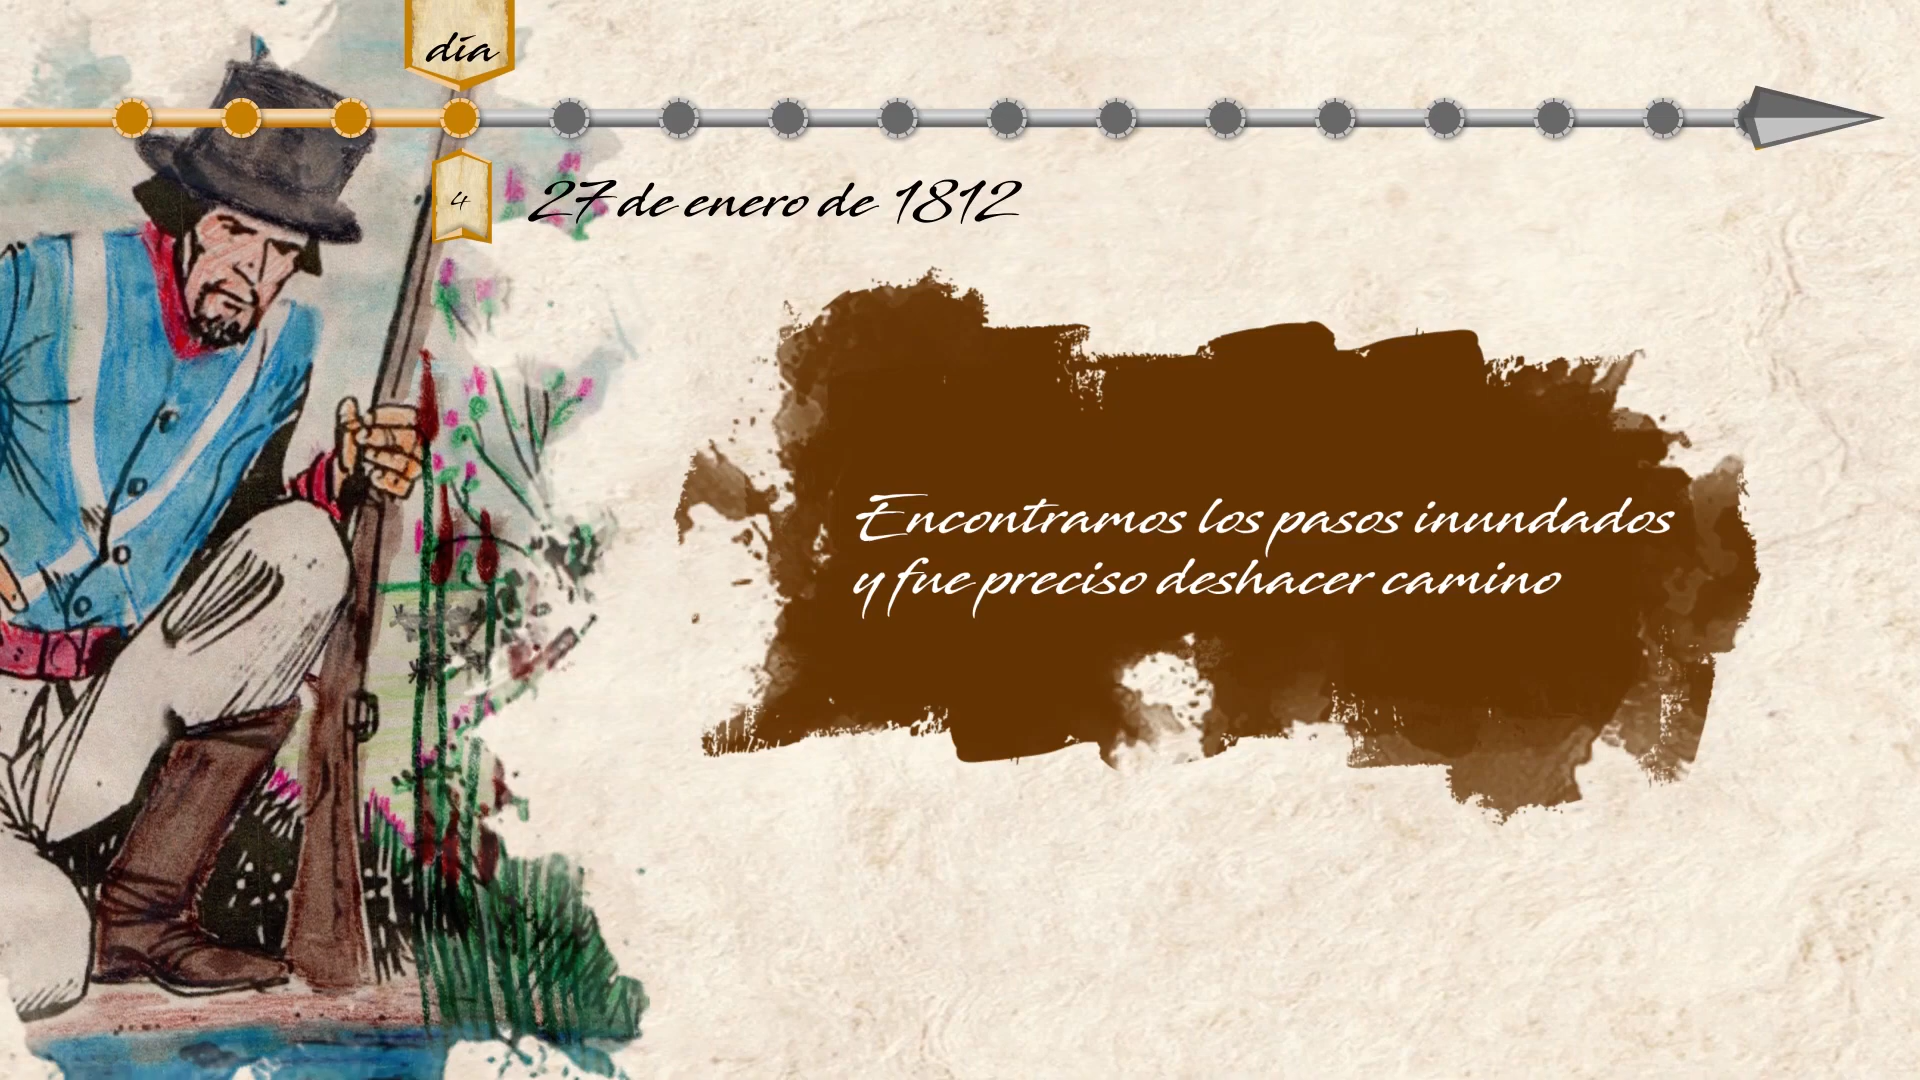 día
4
27 de enero de 1812
Encontramos los pasos inundados
y fue preciso deshacer camino